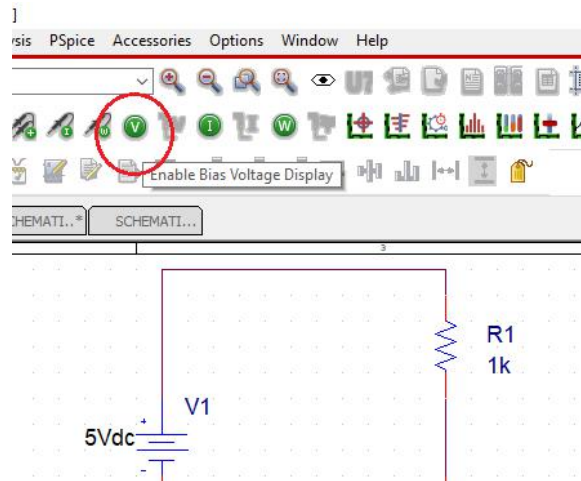 ]
ysis PSpice Accessories Options Window Help
U?
V I W
Enable Bias Voltage Display
CHEMATI..* SCHEMATI...
3
R1
1k
V1
5Vdc
+
-